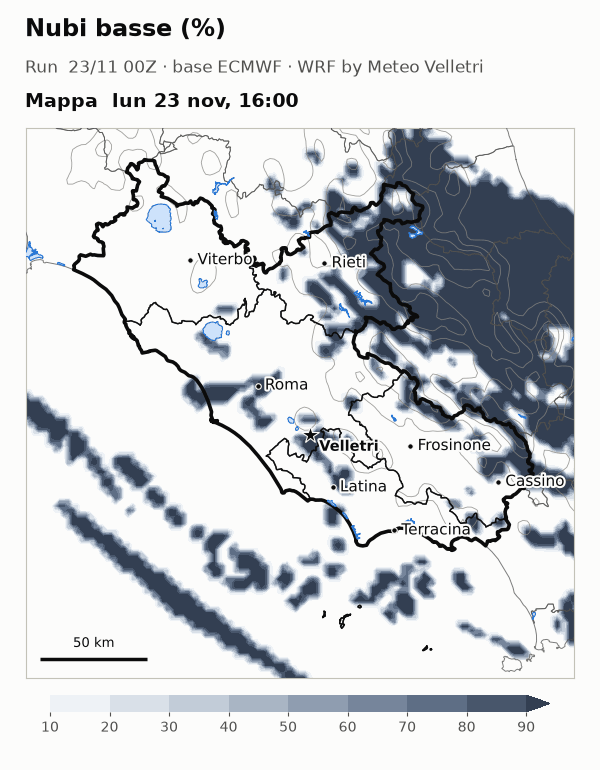 Nubi basse (%)
Run  23/11 00Z · base ECMWF · WRF by Meteo Velletri
Mappa  lun 23 nov, 16:00
Viterbo
Rieti
Roma
Velletri
Frosinone
Latina
Cassino
Terracina
50 km
10 20 30 40 50 60 70 80 90